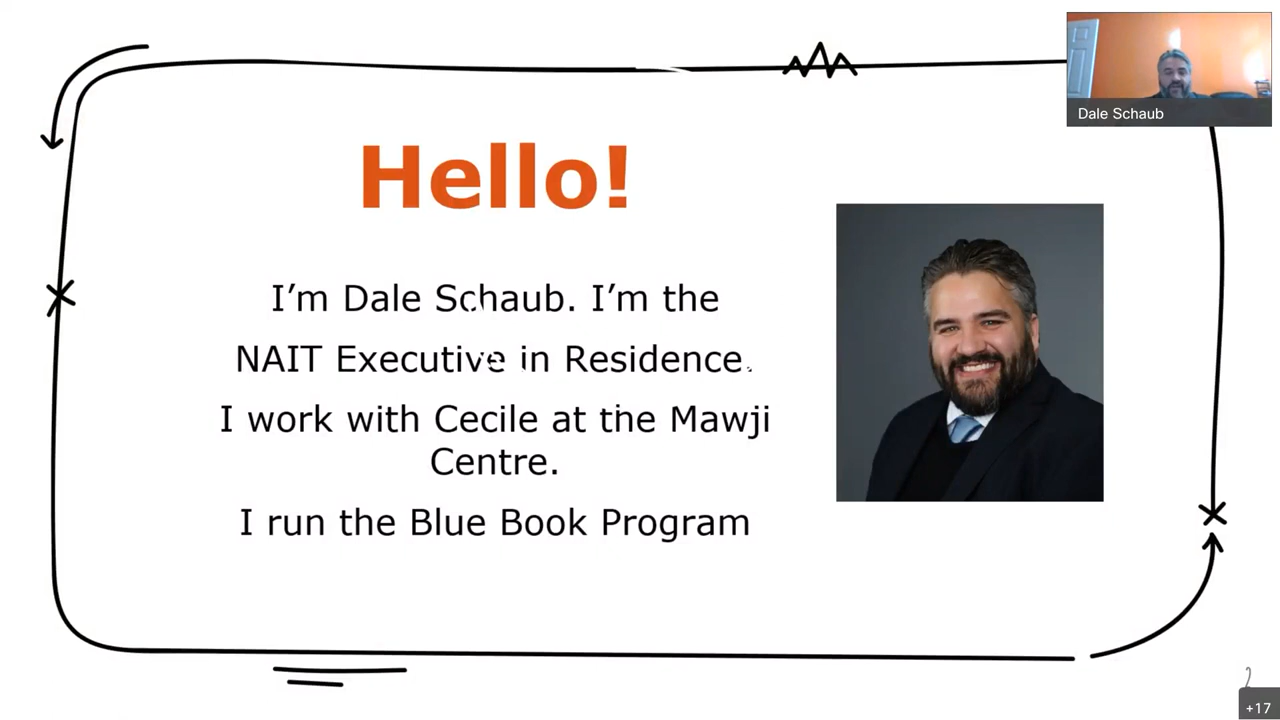 Dale Schaub
Hello!
I’m Dale Schaub. I’m the
NAIT Executive in Residence.
I work with Cecile at the Mawji
Centre.
I run the Blue Book Program
2
+17